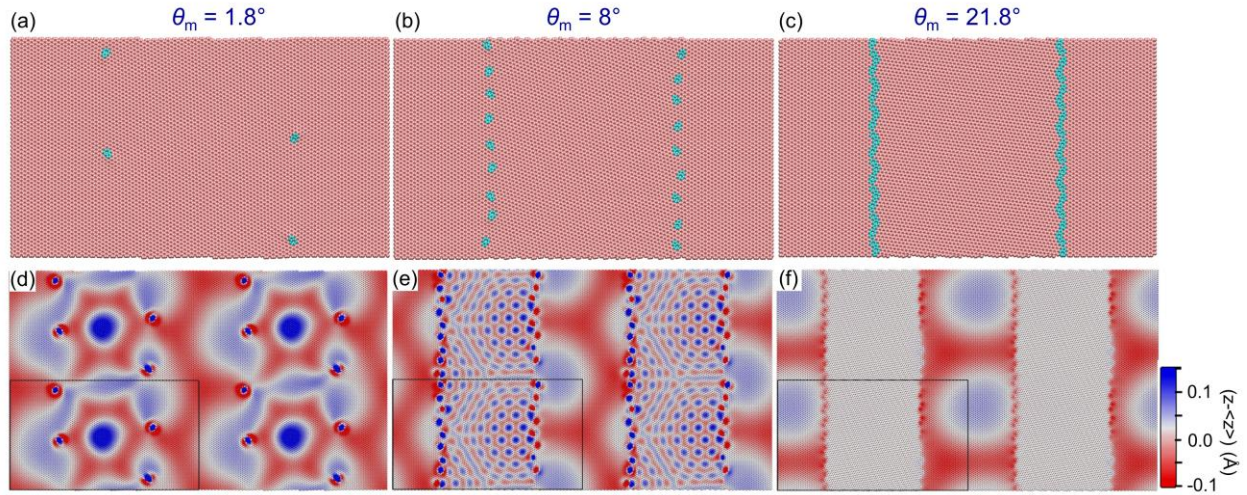 (a) θm = 1.8°
(b) θm = 8°
(c) θm = 21.8°
(d)
(e)
(f)
0.1
0.0
-0.1
(z-<z>) (Å)